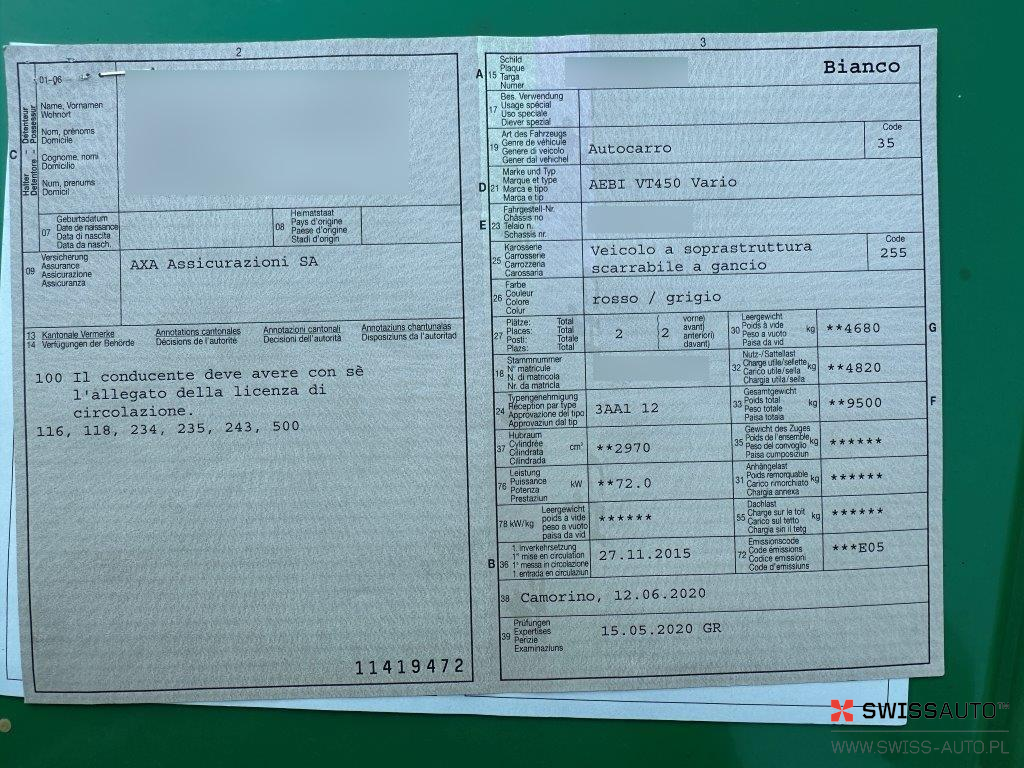 2
01-06
C
Halter - Détenteur
Detentore - Possessur
Name, Vornamen
Wohnort
Nom, prénoms
Domicile
Cognome, nomi
Domicilio
Num, prenums
Domicil
07
Geburtsdatum
Date de naissance
Data di nascita
Data da nasch.
08
Heimatstaat
Pays d'origine
Paese d'origine
Stadi d'origin
09
Versicherung
Assurance
Assicurazione
Assicuranza
AXA Assicurazioni SA
13 Kantonale Vermerke Annotations cantonales Annotazioni cantonali Annotaziuns chantunalas
14 Verfügungen der Behörde Décisions de l'autorité Decisioni dell'autorità Disposiziuns da l'autoritad
100 Il conducente deve avere con sè
l'allegato della licenza di
circolazione.
116, 118, 234, 235, 243, 500
11419472
3
A 15
Schild
Plaque
Targa
Numer
Bianco
17
Bes. Verwendung
Usage spécial
Uso speciale
Diever spezial
19
Art des Fahrzeugs
Genre de véhicule
Genere di veicolo
Gener dal vehichel
Autocarro
Code
35
D 21
Marke und Typ
Marque et type
Marca e tipo
Marca e tip
AEBI VT450 Vario
E 23
Fahrgestell-Nr.
Châssis no
Telaio n.
Schassis nr.
25
Karosserie
Carrosserie
Carrozzeria
Carossaria
Veicolo a soprastruttura
scarrabile a gancio
Code
255
26
Farbe
Couleur
Colore
Colur
rosso / grigio
27
Plätze: Total
Places: Total
Posti: Totale
Plazs: Total
2
( 2
vorne)
avant)
anteriori)
davant)
30
Leergewicht
Poids à vide
Peso a vuoto
Paisa da vid
kg
**4680
G
18
Stammnummer
N° matricule
N. di matricola
Nr. da matricla
32
Nutz-/Sattellast
Charge utile/sellette
Carico utile/sella
Chargia utila/sella
kg
**4820
24
Typengenehmigung
Réception par type
Approvazione del tipo
Approvaziun dal tip
3AA1 12
33
Gesamtgewicht
Poids total
Peso totale
Paisa totala
kg
**9500
F
37
Hubraum
Cylindrée
Cilindrata
Cilindrada
cm³
**2970
35
Gewicht des Zuges
Poids de l'ensemble
Peso del convoglio
Paisa cumposiziun
kg
******
76
Leistung
Puissance
Potenza
Prestaziun
kW
**72.0
31
Anhängelast
Poids remorquable
Carico rimorchiato
Chargia annexa
kg
******
78 kW/kg
Leergewicht
poids à vide
peso a vuoto
paisa da vid
******
55
Dachlast
Charge sur le toit
Carico sul tetto
Chargia sin il tetg
kg
******
B 36
1. Inverkehrsetzung
1re mise en circulation
1a messa in circolazione
1. entrada en circulaziun
27.11.2015
72
Emissionscode
Code émissions
Codice emissioni
Code d'emissiuns
***E05
38
Camorino, 12.06.2020
39
Prüfungen
Expertises
Perizie
Examinaziuns
15.05.2020 GR
SWISSAUTO
WWW.SWISS-AUTO.PL